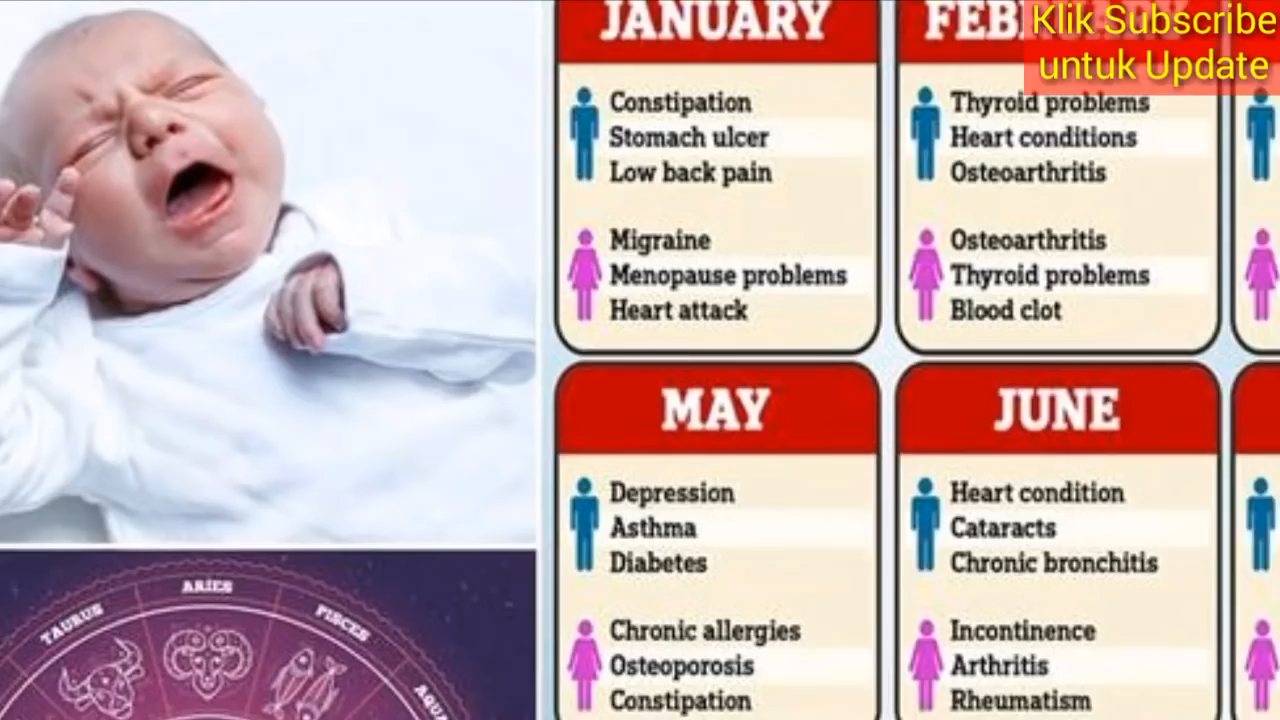 JANUARY
Constipation
Stomach ulcer
Low back pain
Migraine
Menopause problems
Heart attack
Klik Subscribe
untuk Update
Thyroid problems
Heart conditions
Osteoarthritis
Osteoarthritis
Thyroid problems
Blood clot
MAY
Depression
Asthma
Diabetes
Chronic allergies
Osteoporosis
Constipation
JUNE
Heart condition
Cataracts
Chronic bronchitis
Incontinence
Arthritis
Rheumatism
TAURUS
ARIES
PISCES